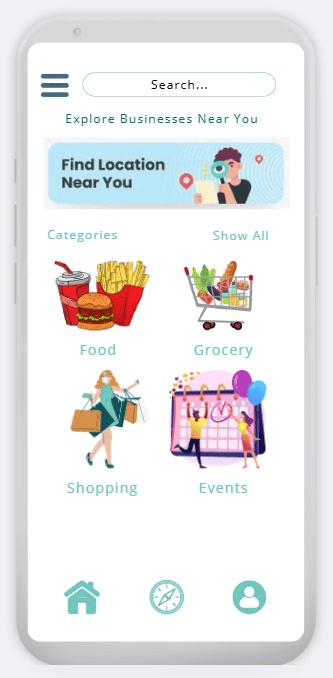 Search...
Explore Businesses Near You
Find Location
Near You
Categories
Show All
Food
Grocery
Shopping
Events